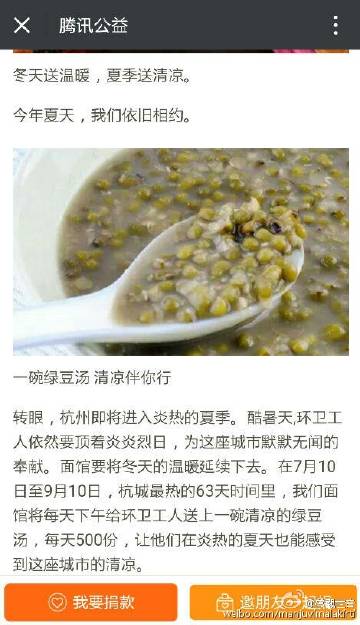 腾讯公益
冬天送温暖，夏季送清凉。
今年夏天，我们依旧相约。
一碗绿豆汤 清凉伴你行
转眼，杭州即将进入炎热的夏季。酷暑天,环卫工
人依然要顶着炎炎烈日，为这座城市默默无闻的
奉献。面馆要将冬天的温暖延续下去。在7月10
日至9月10日，杭城最热的63天时间里，我们面
馆将每天下午给环卫工人送上一碗清凉的绿豆
汤，每天500份，让他们在炎热的夏天也能感受
到这座城市的清凉。
我要捐款
邀朋友一起捐